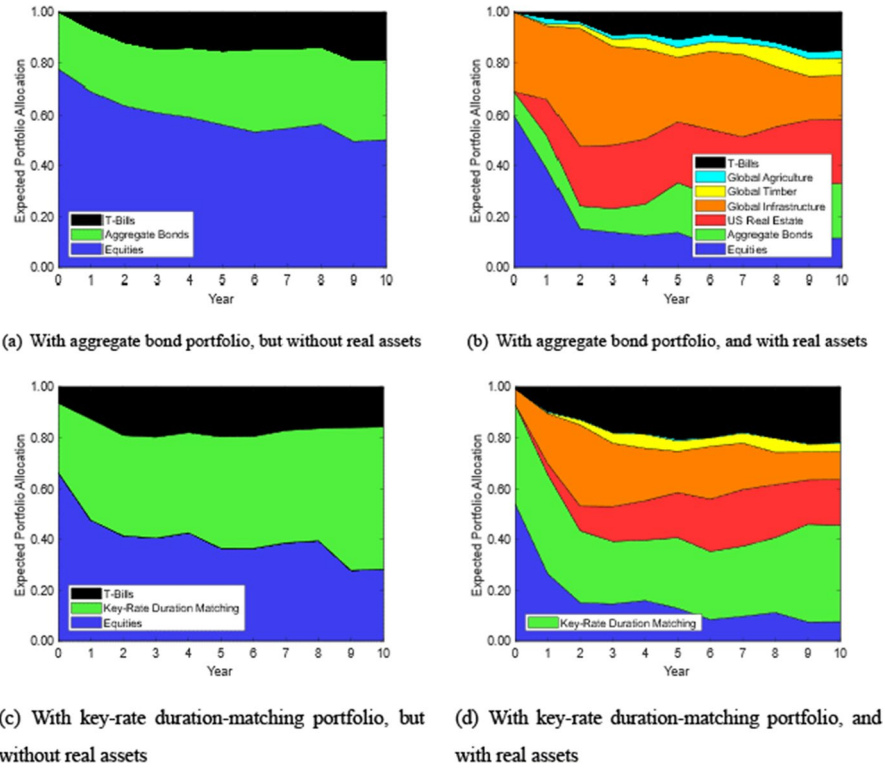 Expected Portfolio Allocation
1.00
0.80
0.60
0.40
0.20
0.00
T-Bills
Aggregate Bonds
Equities
0 1 2 3 4 5 6 7 8 9 10
Year
(a) With aggregate bond portfolio, but without real assets
Expected Portfolio Allocation
1.00
0.80
0.60
0.40
0.20
0.00
T-Bills
Global Agriculture
Global Timber
Global Infrastructure
US Real Estate
Aggregate Bonds
Equities
0 1 2 3 4 5 6 7 8 9 10
Year
(b) With aggregate bond portfolio, and with real assets
Expected Portfolio Allocation
1.00
0.80
0.60
0.40
0.20
0.00
T-Bills
Key-Rate Duration Matching
Equities
0 1 2 3 4 5 6 7 8 9 10
Year
(c) With key-rate duration-matching portfolio, but
without real assets
Expected Portfolio Allocation
1.00
0.80
0.60
0.40
0.20
0.00
Key-Rate Duration Matching
0 1 2 3 4 5 6 7 8 9 10
Year
(d) With key-rate duration-matching portfolio, and
with real assets